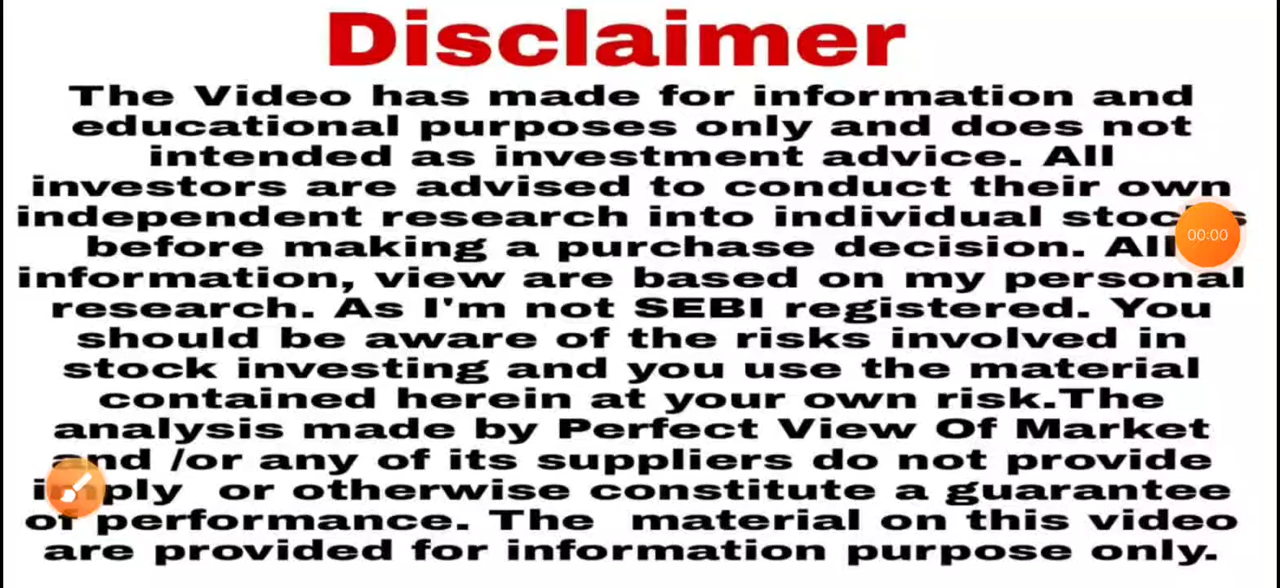 Disclaimer
The Video has made for information and
educational purposes only and does not
intended as investment advice. All
investors are advised to conduct their own
independent research into individual stocks
before making a purchase decision. All
information, view are based on my personal
research. As I'm not SEBI registered. You
should be aware of the risks involved in
stock investing and you use the material
contained herein at your own risk.The
analysis made by Perfect View Of Market
and /or any of its suppliers do not provide
imply or otherwise constitute a guarantee
of performance. The material on this video
are provided for information purpose only.
00:00